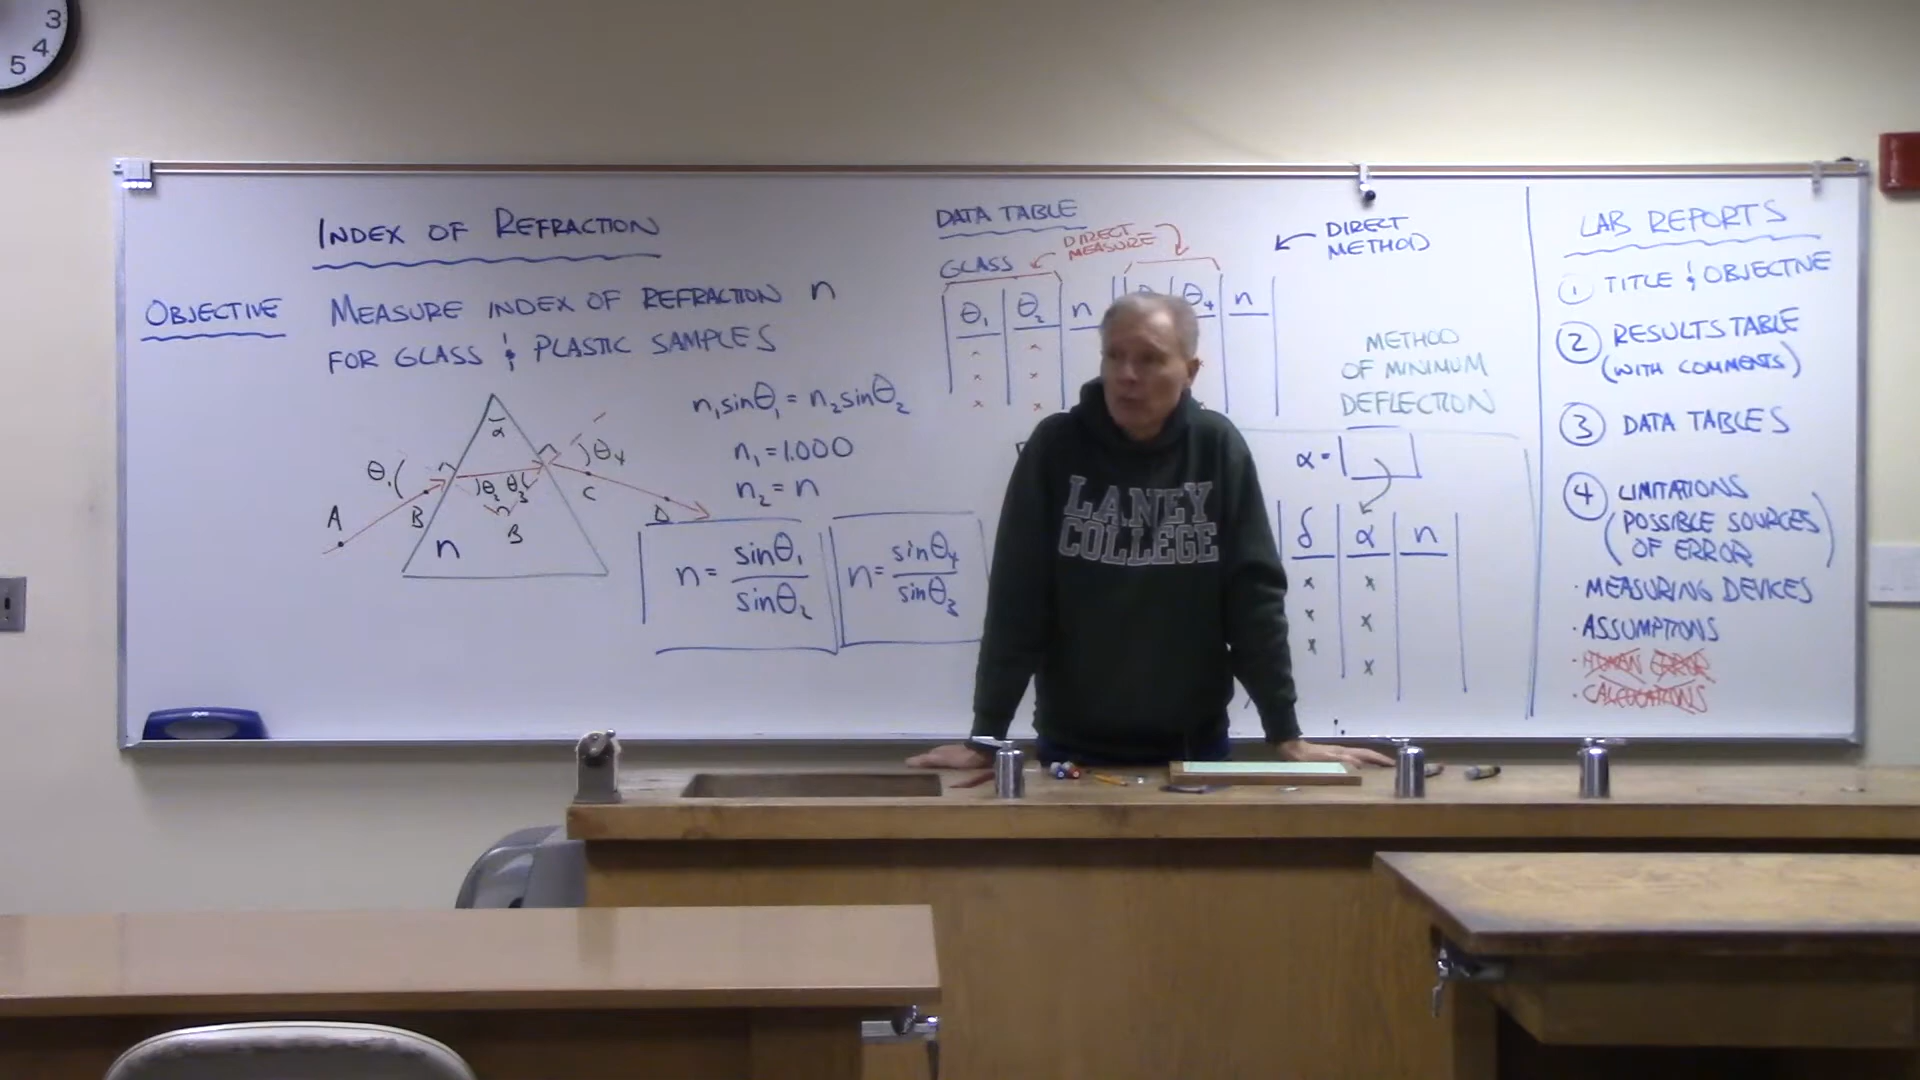 3
4
5
INDEX OF REFRACTION
OBJECTIVE
MEASURE INDEX OF REFRACTION n
FOR GLASS & PLASTIC SAMPLES
α
θ₁
θ₂ θ₃
θ₄
A
B
C
D
n
β
n₁sinθ₁ = n₂sinθ₂
n₁ = 1.000
n₂ = n
n = sinθ₁ / sinθ₂
n = sinθ₄ / sinθ₃
DATA TABLE
DIRECT
MEASURE
GLASS
θ₁ θ₂ n θ₄ n
x x
x x
x x
DIRECT
METHOD
METHOD
OF MINIMUM
DEFLECTION
α =
δ α n
x x
x x
x x
LANEY
COLLEGE
LAB REPORTS
1 TITLE & OBJECTIVE
2 RESULTS TABLE
(WITH COMMENTS)
3 DATA TABLES
4 LIMITATIONS
(POSSIBLE SOURCES
OF ERROR)
· MEASURING DEVICES
· ASSUMPTIONS
· HUMAN ERROR
· CALCULATIONS